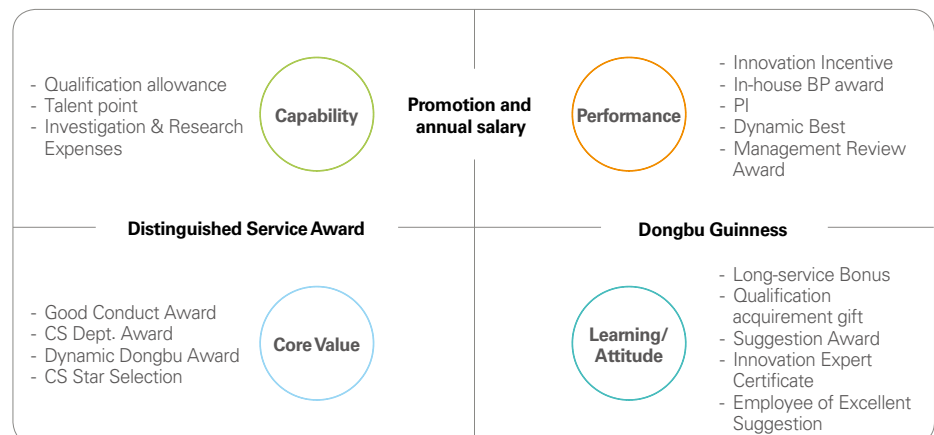 - Qualification allowance
- Talent point
- Investigation & Research
Expenses
Capability
Promotion and
annual salary
Performance
- Innovation Incentive
- In-house BP award
- PI
- Dynamic Best
- Management Review
Award
Distinguished Service Award
Dongbu Guinness
- Good Conduct Award
- CS Dept. Award
- Dynamic Dongbu Award
- CS Star Selection
Core Value
Learning/
Attitude
- Long-service Bonus
- Qualification
acquirement gift
- Suggestion Award
- Innovation Expert
Certificate
- Employee of Excellent
Suggestion